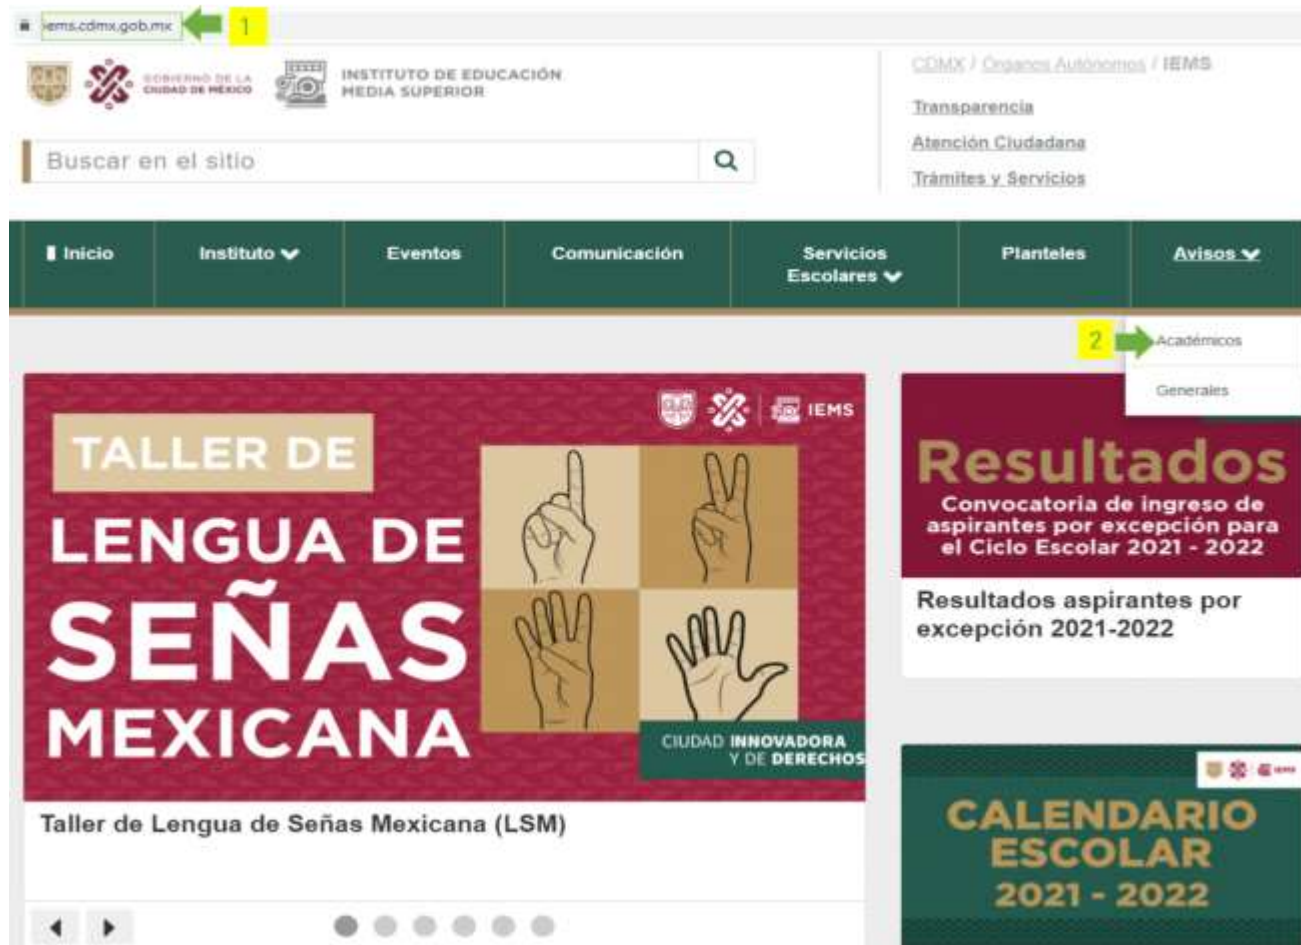 iems.cdmx.gob.mx
1
GOBIERNO DE LA
CIUDAD DE MÉXICO
INSTITUTO DE EDUCACIÓN
MEDIA SUPERIOR
CDMX / Órganos Autónomos / IEMS
Transparencia
Atención Ciudadana
Trámites y Servicios
Buscar en el sitio
Inicio
Instituto
Eventos
Comunicación
Servicios
Escolares
Planteles
Avisos
2
Académicos
Generales
IEMS
TALLER DE
LENGUA DE
SEÑAS
MEXICANA
CIUDAD INNOVADORA
Y DE DERECHOS
Taller de Lengua de Señas Mexicana (LSM)
Resultados
Convocatoria de ingreso de
aspirantes por excepción para
el Ciclo Escolar 2021 - 2022
Resultados aspirantes por
excepción 2021-2022
CALENDARIO
ESCOLAR
2021 - 2022